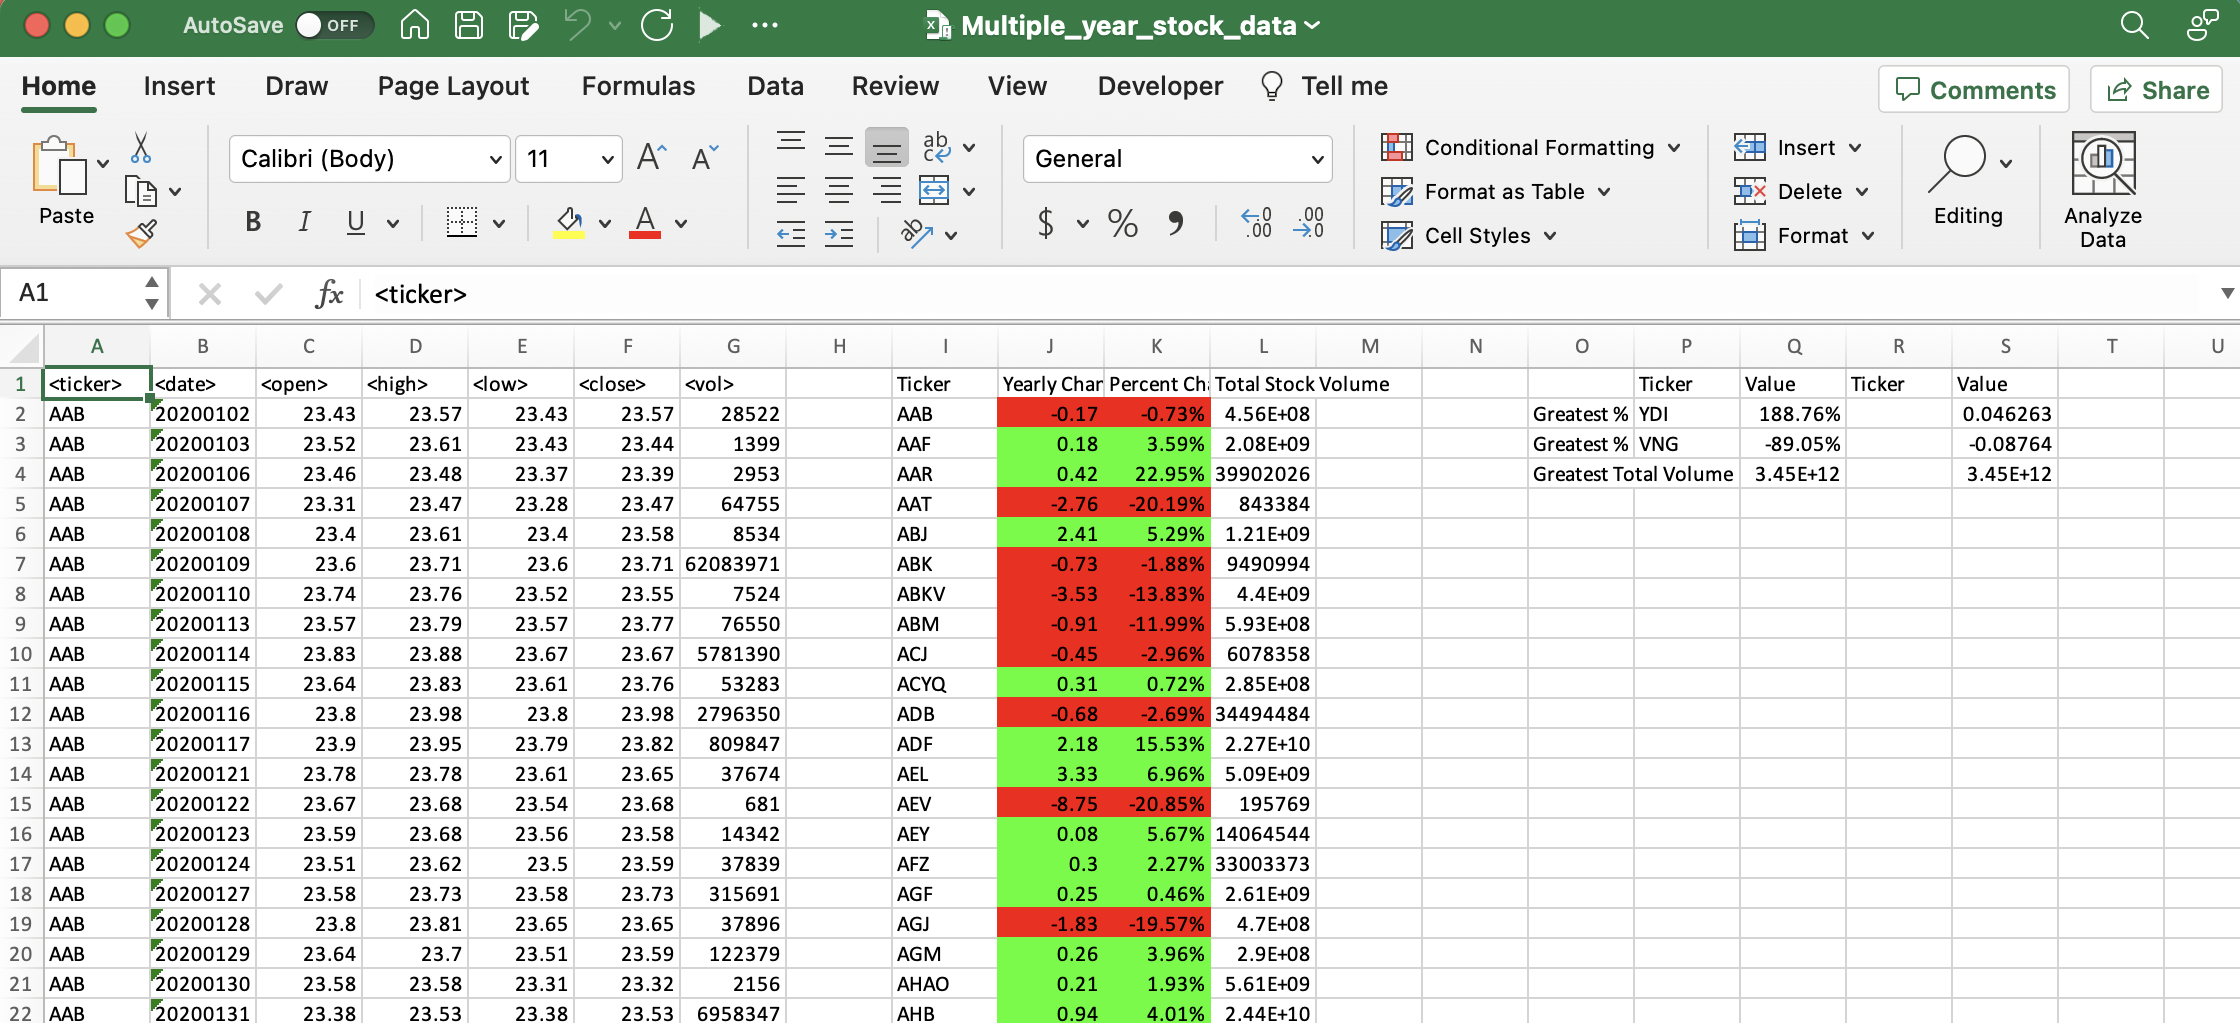 AutoSave OFF Multiple_year_stock_data
Home Insert Draw Page Layout Formulas Data Review View Developer Tell me Comments Share
Paste
Calibri (Body) 11
B I U A
ab c
General
$ % 9 .0 .00 .00 .0
Conditional Formatting
Format as Table
Cell Styles
Insert
Delete
Format
Editing
Analyze Data
A1 fx <ticker>
A B C D E F G H I J K L M N O P Q R S T U
1 <ticker> <date> <open> <high> <low> <close> <vol> Ticker Yearly Char Percent Ch Total Stock Volume Ticker Value Ticker Value
2 AAB 20200102 23.43 23.57 23.43 23.57 28522 AAB -0.17 -0.73% 4.56E+08 Greatest % YDI 188.76% 0.046263
3 AAB 20200103 23.52 23.61 23.43 23.44 1399 AAF 0.18 3.59% 2.08E+09 Greatest % VNG -89.05% -0.08764
4 AAB 20200106 23.46 23.48 23.37 23.39 2953 AAR 0.42 22.95% 39902026 Greatest Total Volume 3.45E+12 3.45E+12
5 AAB 20200107 23.31 23.47 23.28 23.47 64755 AAT -2.76 -20.19% 843384
6 AAB 20200108 23.4 23.61 23.4 23.58 8534 ABJ 2.41 5.29% 1.21E+09
7 AAB 20200109 23.6 23.71 23.6 23.71 62083971 ABK -0.73 -1.88% 9490994
8 AAB 20200110 23.74 23.76 23.52 23.55 7524 ABKV -3.53 -13.83% 4.4E+09
9 AAB 20200113 23.57 23.79 23.57 23.77 76550 ABM -0.91 -11.99% 5.93E+08
10 AAB 20200114 23.83 23.88 23.67 23.67 5781390 ACJ -0.45 -2.96% 6078358
11 AAB 20200115 23.64 23.83 23.61 23.76 53283 ACYQ 0.31 0.72% 2.85E+08
12 AAB 20200116 23.8 23.98 23.8 23.98 2796350 ADB -0.68 -2.69% 34494484
13 AAB 20200117 23.9 23.95 23.79 23.82 809847 ADF 2.18 15.53% 2.27E+10
14 AAB 20200121 23.78 23.78 23.61 23.65 37674 AEL 3.33 6.96% 5.09E+09
15 AAB 20200122 23.67 23.68 23.54 23.68 681 AEV -8.75 -20.85% 195769
16 AAB 20200123 23.59 23.68 23.56 23.58 14342 AEY 0.08 5.67% 14064544
17 AAB 20200124 23.51 23.62 23.5 23.59 37839 AFZ 0.3 2.27% 33003373
18 AAB 20200127 23.58 23.73 23.58 23.73 315691 AGF 0.25 0.46% 2.61E+09
19 AAB 20200128 23.8 23.81 23.65 23.65 37896 AGJ -1.83 -19.57% 4.7E+08
20 AAB 20200129 23.64 23.7 23.51 23.59 122379 AGM 0.26 3.96% 2.9E+08
21 AAB 20200130 23.58 23.58 23.31 23.32 2156 AHAO 0.21 1.93% 5.61E+09
22 AAB 20200131 23.38 23.53 23.38 23.53 6958347 AHB 0.94 4.01% 2.44E+10